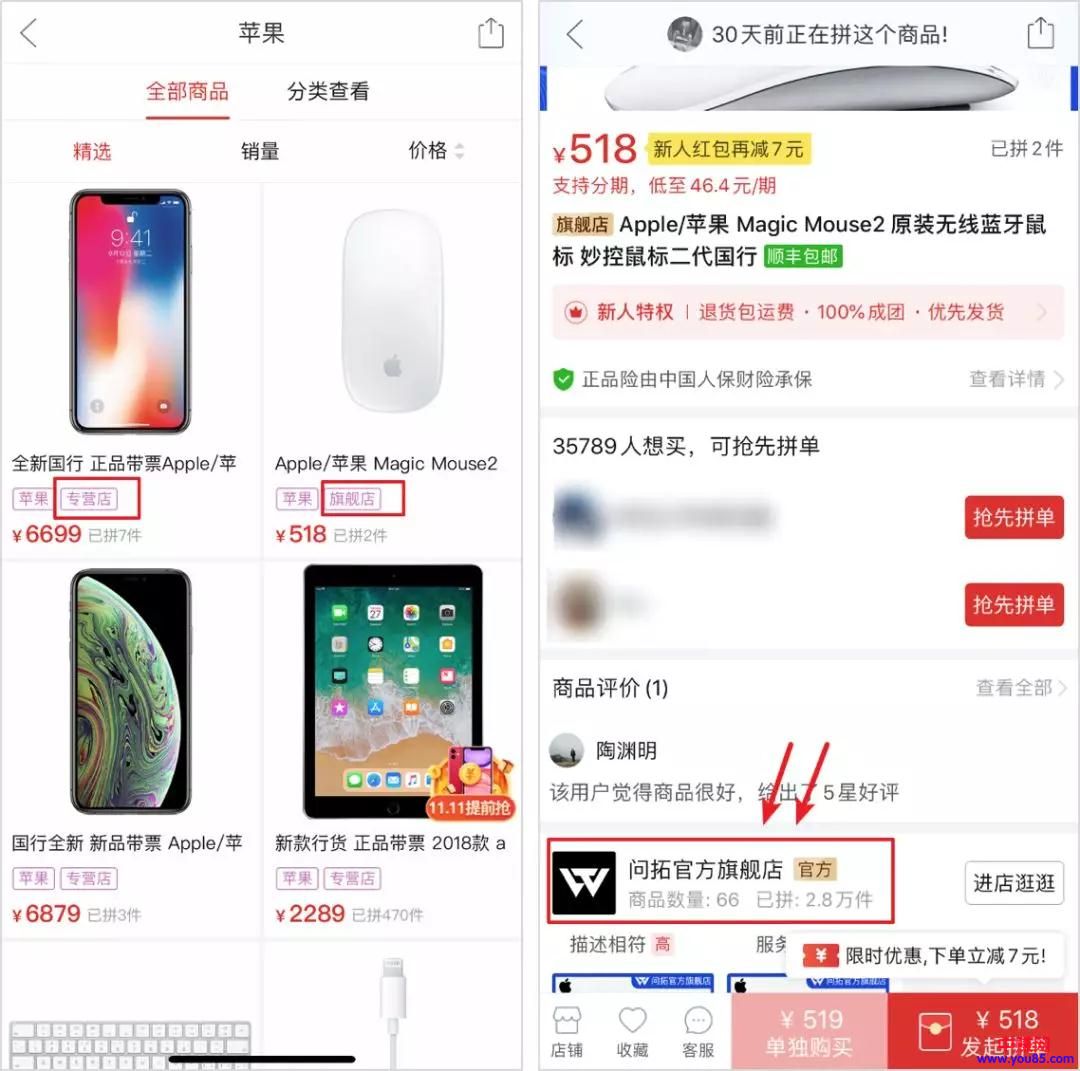 苹果
全部商品
分类查看
精选
销量
价格
9:41
全新国行 正品带票Apple/苹
苹果 专营店
¥6699 已拼7件
Apple/苹果 Magic Mouse2
苹果 旗舰店
¥518 已拼2件
国行全新 新品带票 Apple/苹
苹果 专营店
¥6879 已拼3件
11.11提前抢
新款行货 正品带票 2018款 a
苹果 专营店
¥2289 已拼470件
30天前正在拼这个商品!
¥518 新人红包再减7元 已拼2件
支持分期，低至46.4元/期
旗舰店 Apple/苹果 Magic Mouse2 原装无线蓝牙鼠
标 妙控鼠标二代国行 顺丰包邮
新人特权 | 退货包运费 · 100%成团 · 优先发货
正品险由中国人保财险承保 查看详情
35789人想买，可抢先拼单
抢先拼单
抢先拼单
商品评价(1) 查看全部
陶渊明
该用户觉得商品很好，给出了5星好评
问拓官方旗舰店 官方
商品数量: 66 已拼: 2.8万件
进店逛逛
描述相符 高 服务
¥ 限时优惠,下单立减7元!
问拓官方旗舰店
问拓官方旗舰店
店铺
收藏
客服
¥ 519
单独购买
¥ 518
发起拼单
www.you85.com